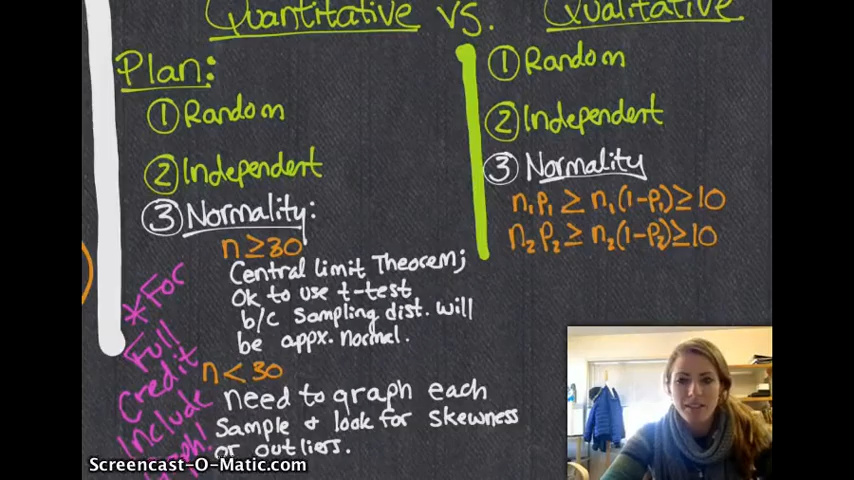 Quantitative vs. Qualitative
Plan:
① Random
② Independent
③ Normality:
n ≥ 30
Central limit Theorem;
Ok to use t-test
b/c Sampling dist. will
be appx. Normal.
n < 30
need to graph each
Sample + look for skewness
or outliers.
* For
Full
Credit
Include
graph!
① Random
② Independent
③ Normality
n₁p₁ ≥ n₁(1-p₁) ≥ 10
n₂p₂ ≥ n₂(1-p₂) ≥ 10
Screencast-O-Matic.com